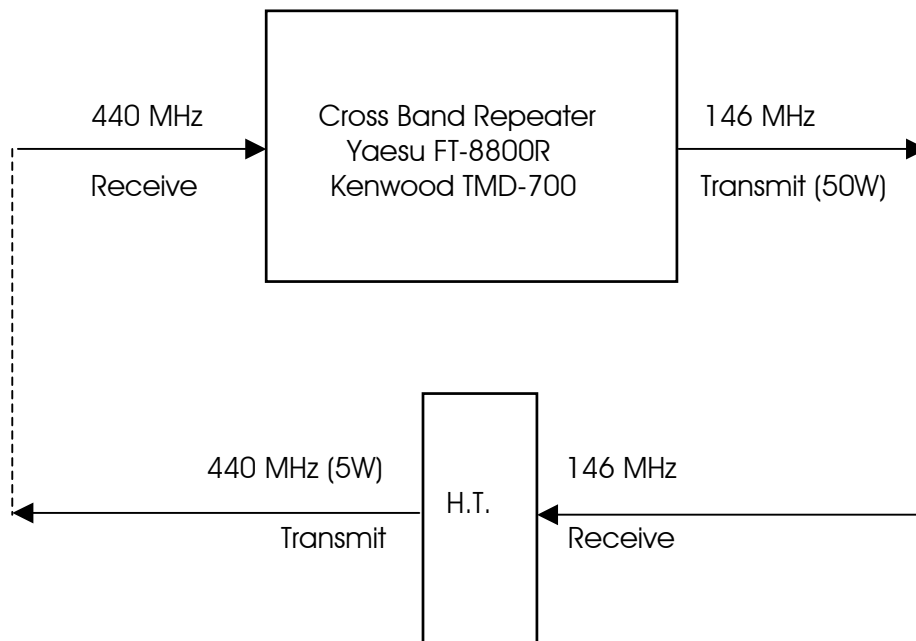 440 MHz
Receive
Cross Band Repeater
Yaesu FT-8800R
Kenwood TMD-700
146 MHz
Transmit (50W)
440 MHz (5W)
Transmit
H.T.
146 MHz
Receive